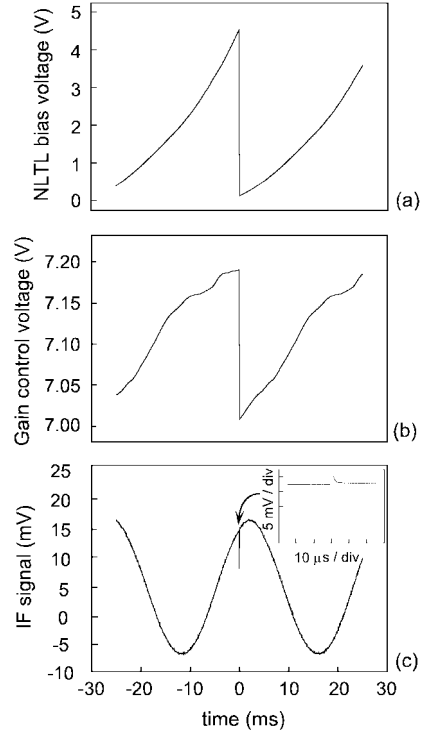 5
4
3
2
1
0
NLTL bias voltage (V)
(a)
7.20
7.15
7.10
7.05
7.00
Gain control voltage (V)
(b)
25
20
15
10
5
0
-5
-10
IF signal (mV)
5 mV / div
10 μs / div
(c)
-30 -20 -10 0 10 20 30
time (ms)